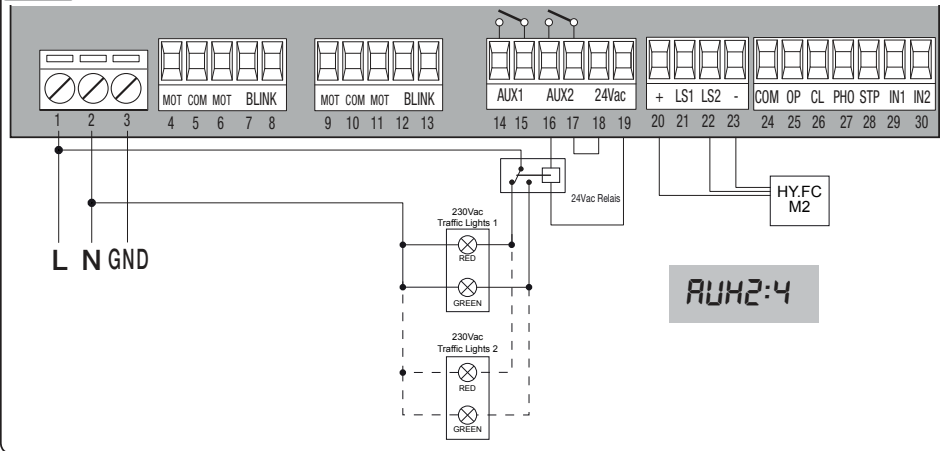 AUX1 AUX2 24Vac
+ LS1 LS2 -
COM OP CL PHO STP IN1 IN2
MOT COM MOT BLINK
MOT COM MOT BLINK
1 2 3
4 5 6 7 8
9 10 11 12 13
14 15 16 17 18 19
20 21 22 23
24 25 26 27 28 29 30
24Vac Relais
HY.FC
M2
230Vac
Traffic Lights 1
RED
GREEN
L N GND
AUX2:4
230Vac
Traffic Lights 2
RED
GREEN